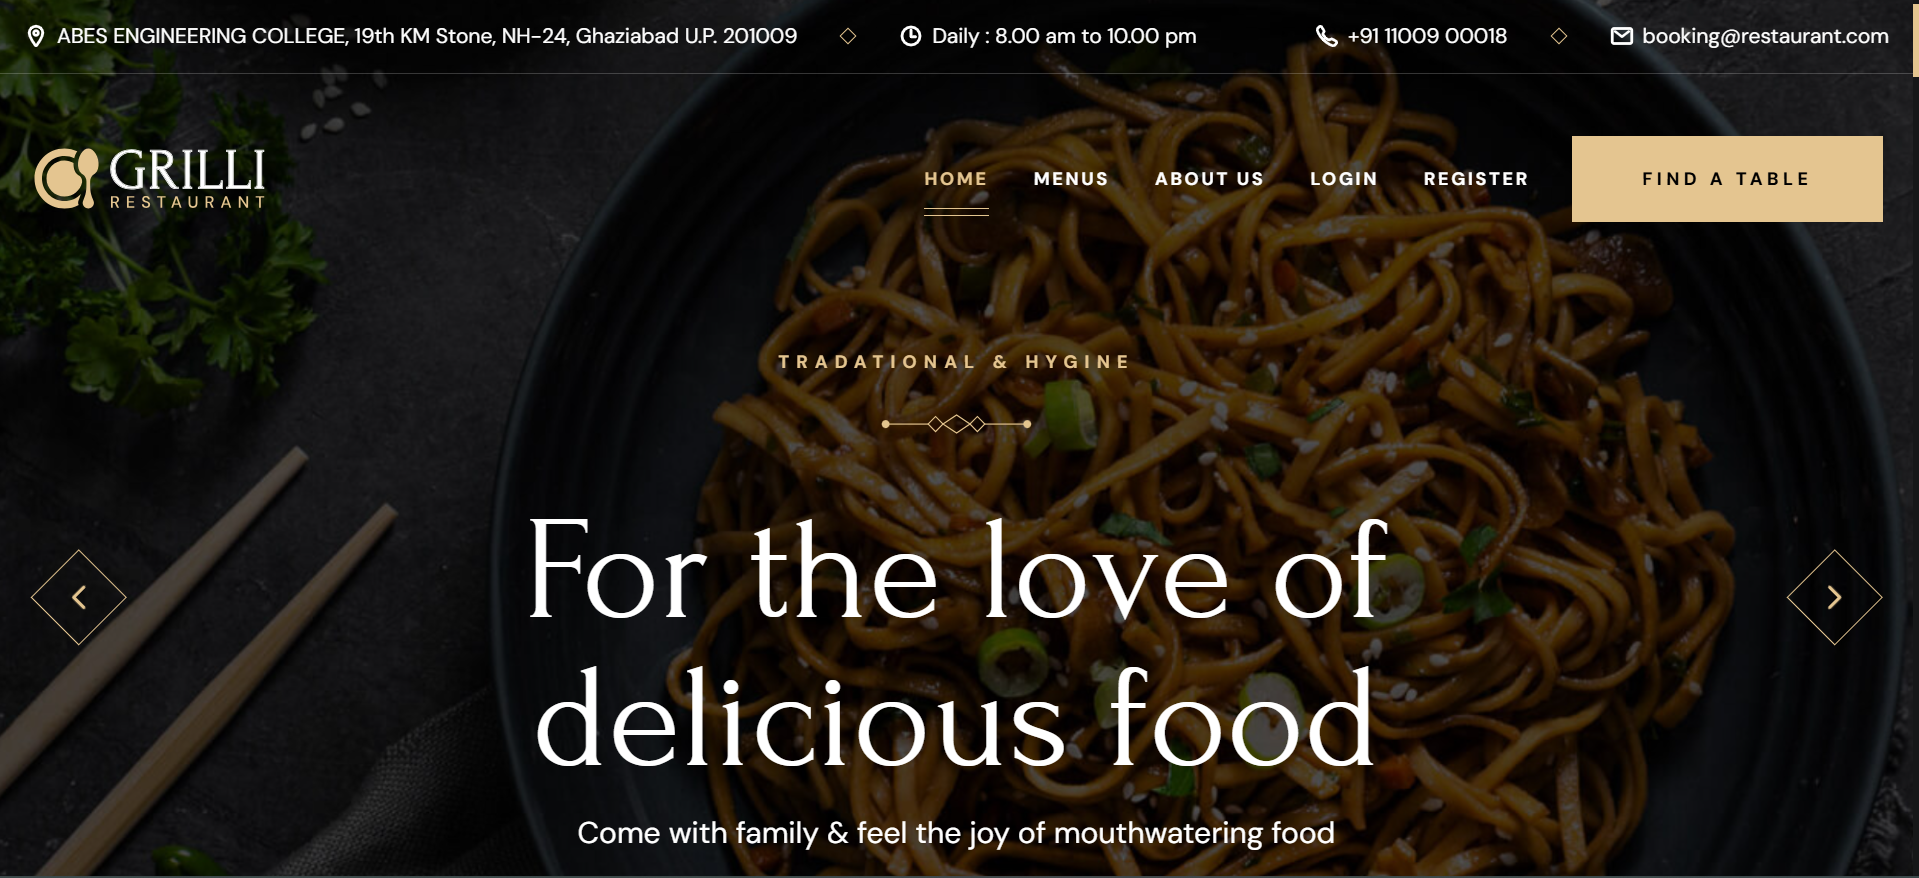 ABES ENGINEERING COLLEGE, 19th KM Stone, NH-24, Ghaziabad U.P. 201009
Daily : 8.00 am to 10.00 pm
+91 11009 00018
booking@restaurant.com
GRILLI
RESTAURANT
HOME
MENUS
ABOUT US
LOGIN
REGISTER
FIND A TABLE
TRADATIONAL & HYGINE
For the love of
delicious food
Come with family & feel the joy of mouthwatering food